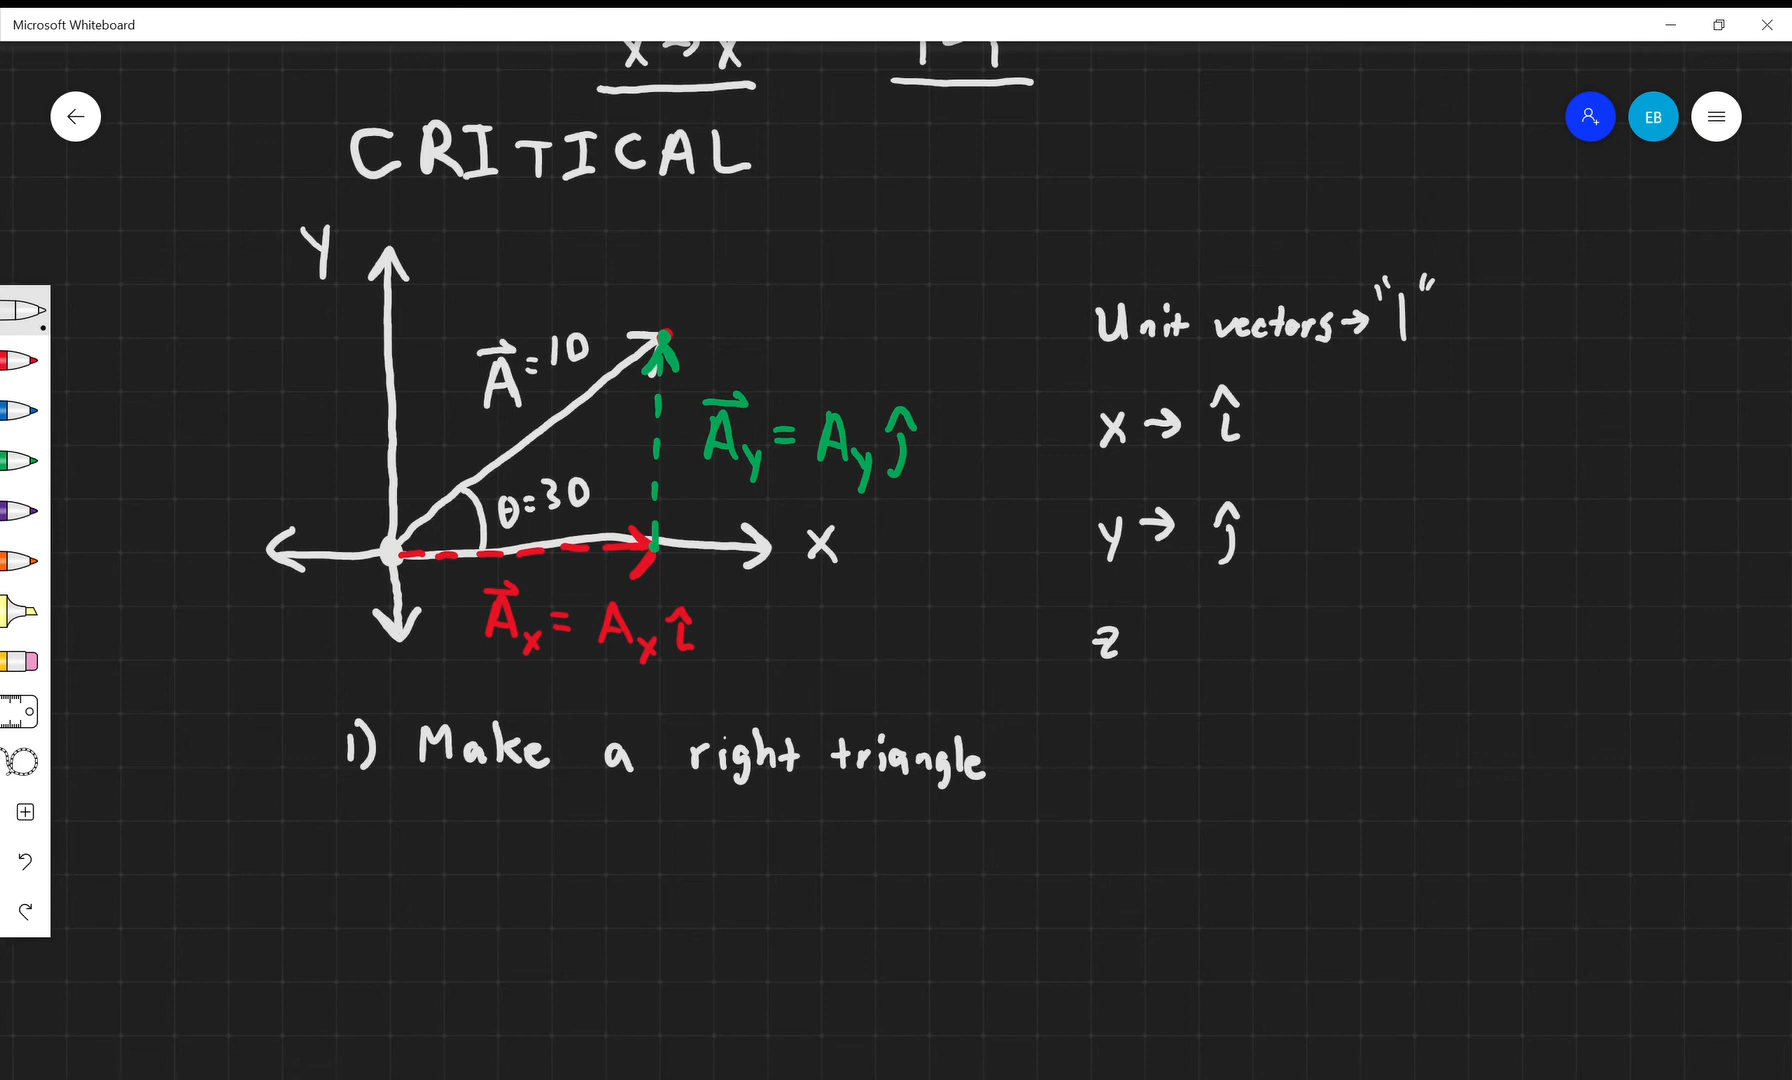 Microsoft Whiteboard
x → x
EB
CRITICAL
Y
A⃗ = 10
Unit vectors → "1"
A⃗y = Ay ĵ
x → î
θ = 30
X
y → ĵ
A⃗x = Ax î
z
1) Make a right triangle